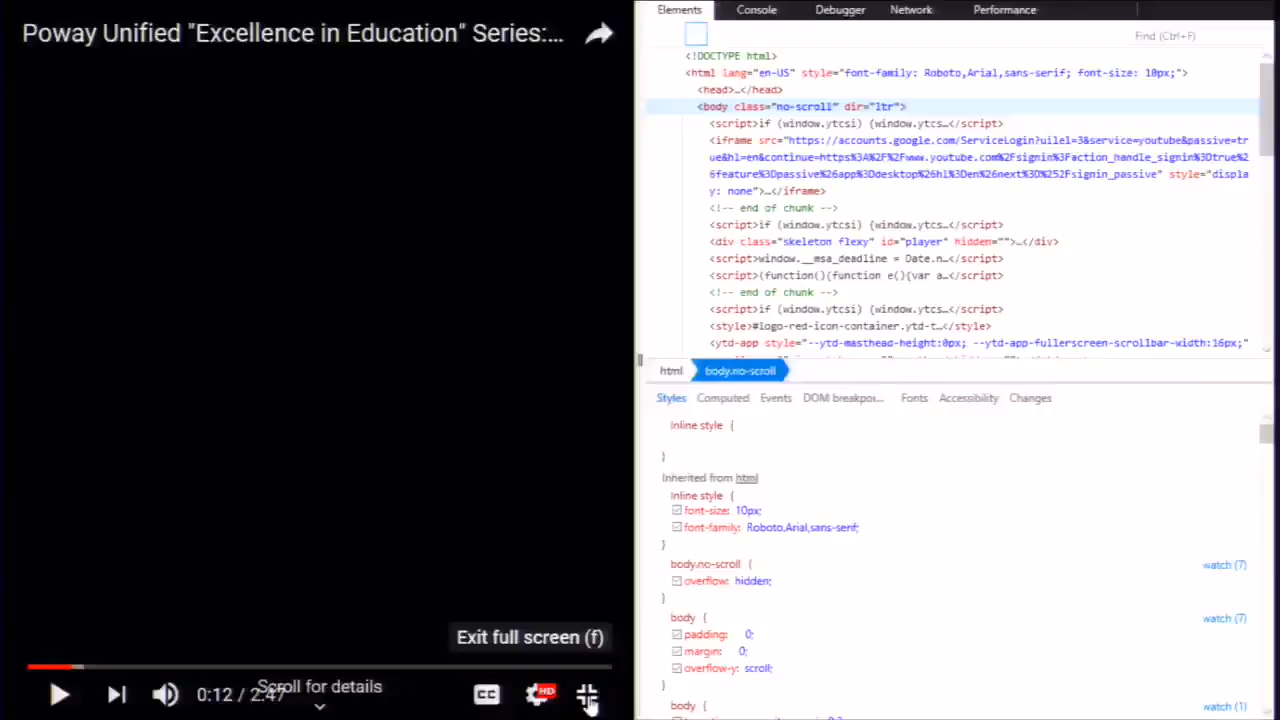 Poway Unified "Excellence in Education" Series:...
Exit full screen (f)
0:12 / 2:47
Scroll for details
CC
HD
Elements Console Debugger Network Performance
Find (Ctrl+F)
<!DOCTYPE html>
<html lang="en-US" style="font-family: Roboto,Arial,sans-serif; font-size: 10px;">
<head>…</head>
<body class="no-scroll" dir="ltr">
<script>if (window.ytcsi) {window.ytcs…</script>
<iframe src="https://accounts.google.com/ServiceLogin?uilel=3&service=youtube&passive=tr
ue&hl=en&continue=https%3A%2F%2Fwww.youtube.com%2Fsignin%3Faction_handle_signin%3Dtrue%2
6feature%3Dpassive%26app%3Ddesktop%26hl%3Den%26next%3D%252Fsignin_passive" style="displa
y: none">…</iframe>
<!-- end of chunk -->
<script>if (window.ytcsi) {window.ytcs…</script>
<div class="skeleton flexy" id="player" hidden="">…</div>
<script>window.__msa_deadline = Date.n…</script>
<script>(function(){function e(){var a…</script>
<!-- end of chunk -->
<script>if (window.ytcsi) {window.ytcs…</script>
<style>#logo-red-icon-container.ytd-t…</style>
<ytd-app style="--ytd-masthead-height:0px; --ytd-app-fullerscreen-scrollbar-width:16px;"
html body.no-scroll
Styles Computed Events DOM breakpoi... Fonts Accessibility Changes
Inline style {
}
Inherited from html
Inline style {
font-size: 10px;
font-family: Roboto,Arial,sans-serif;
}
body.no-scroll { watch (7)
overflow: hidden;
}
body { watch (7)
padding: 0;
margin: 0;
overflow-y: scroll;
}
body { watch (1)